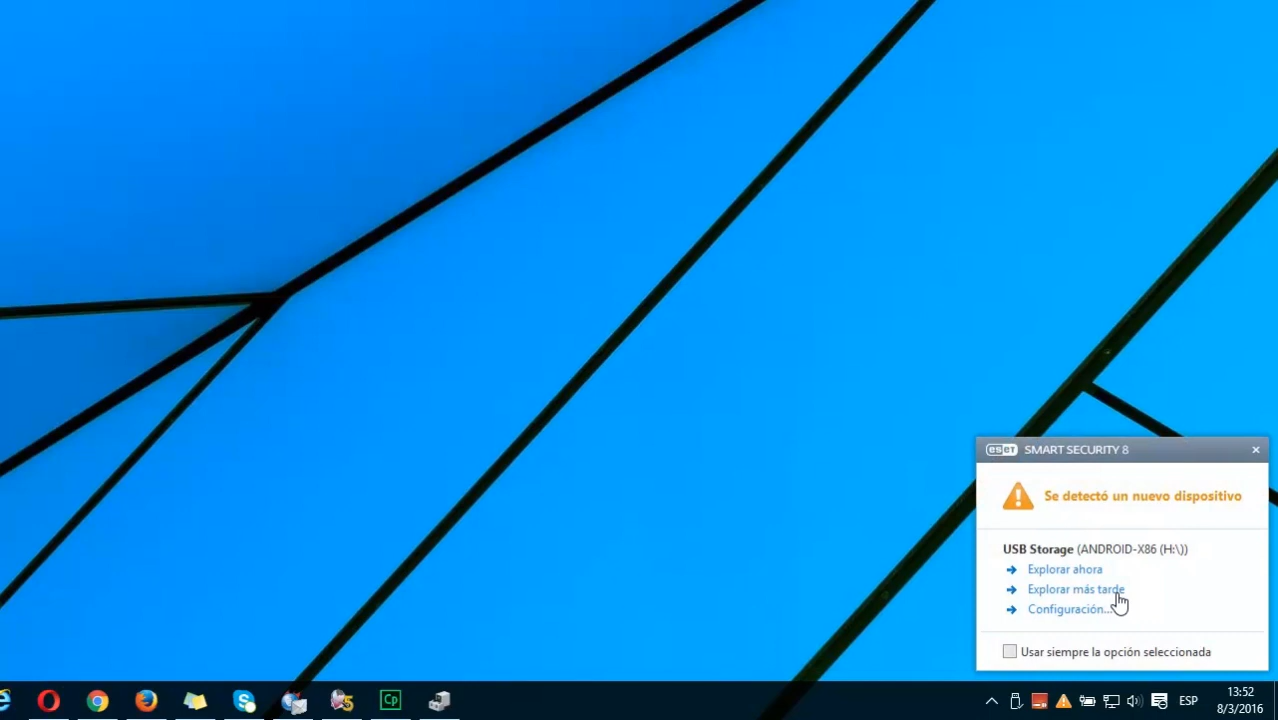 eset SMART SECURITY 8
Se detectó un nuevo dispositivo
USB Storage (ANDROID-X86 (H:\))
Explorar ahora
Explorar más tarde
Configuración...
Usar siempre la opción seleccionada
Cp
ESP
13:52
8/3/2016